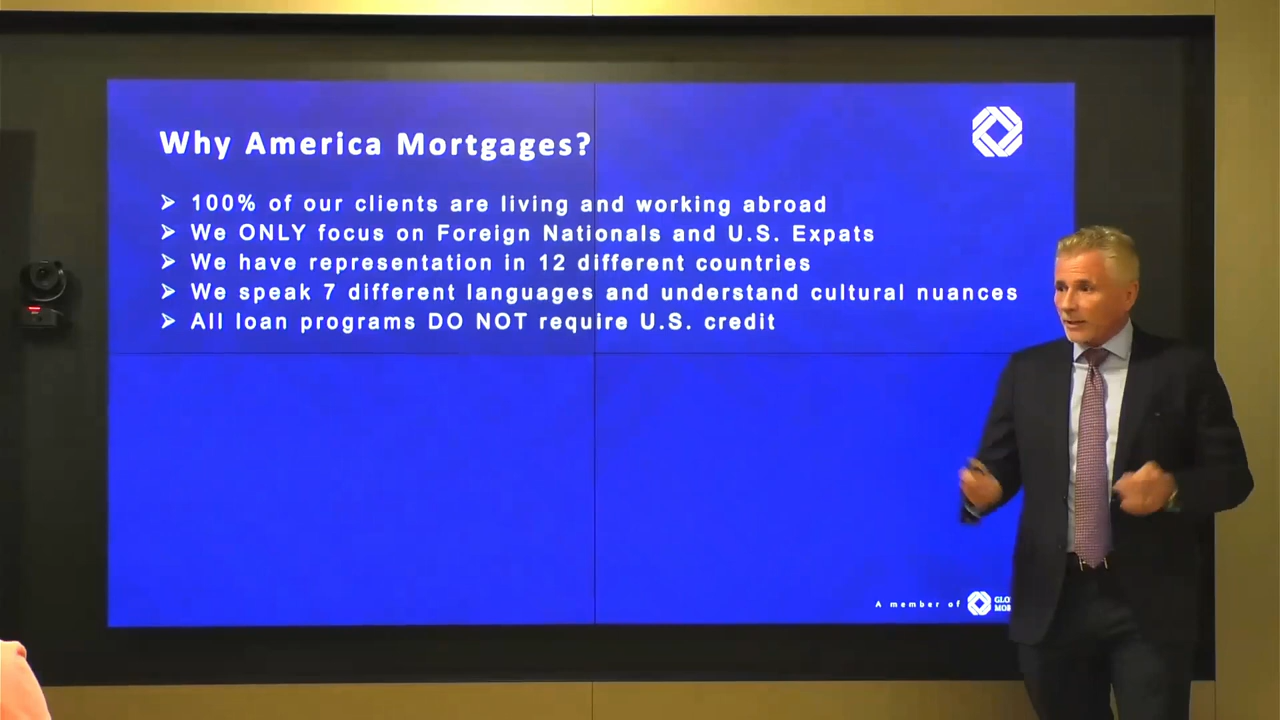 Why America Mortgages?
➢ 100% of our clients are living and working abroad
➢ We ONLY focus on Foreign Nationals and U.S. Expats
➢ We have representation in 12 different countries
➢ We speak 7 different languages and understand cultural nuances
➢ All loan programs DO NOT require U.S. credit
A member of